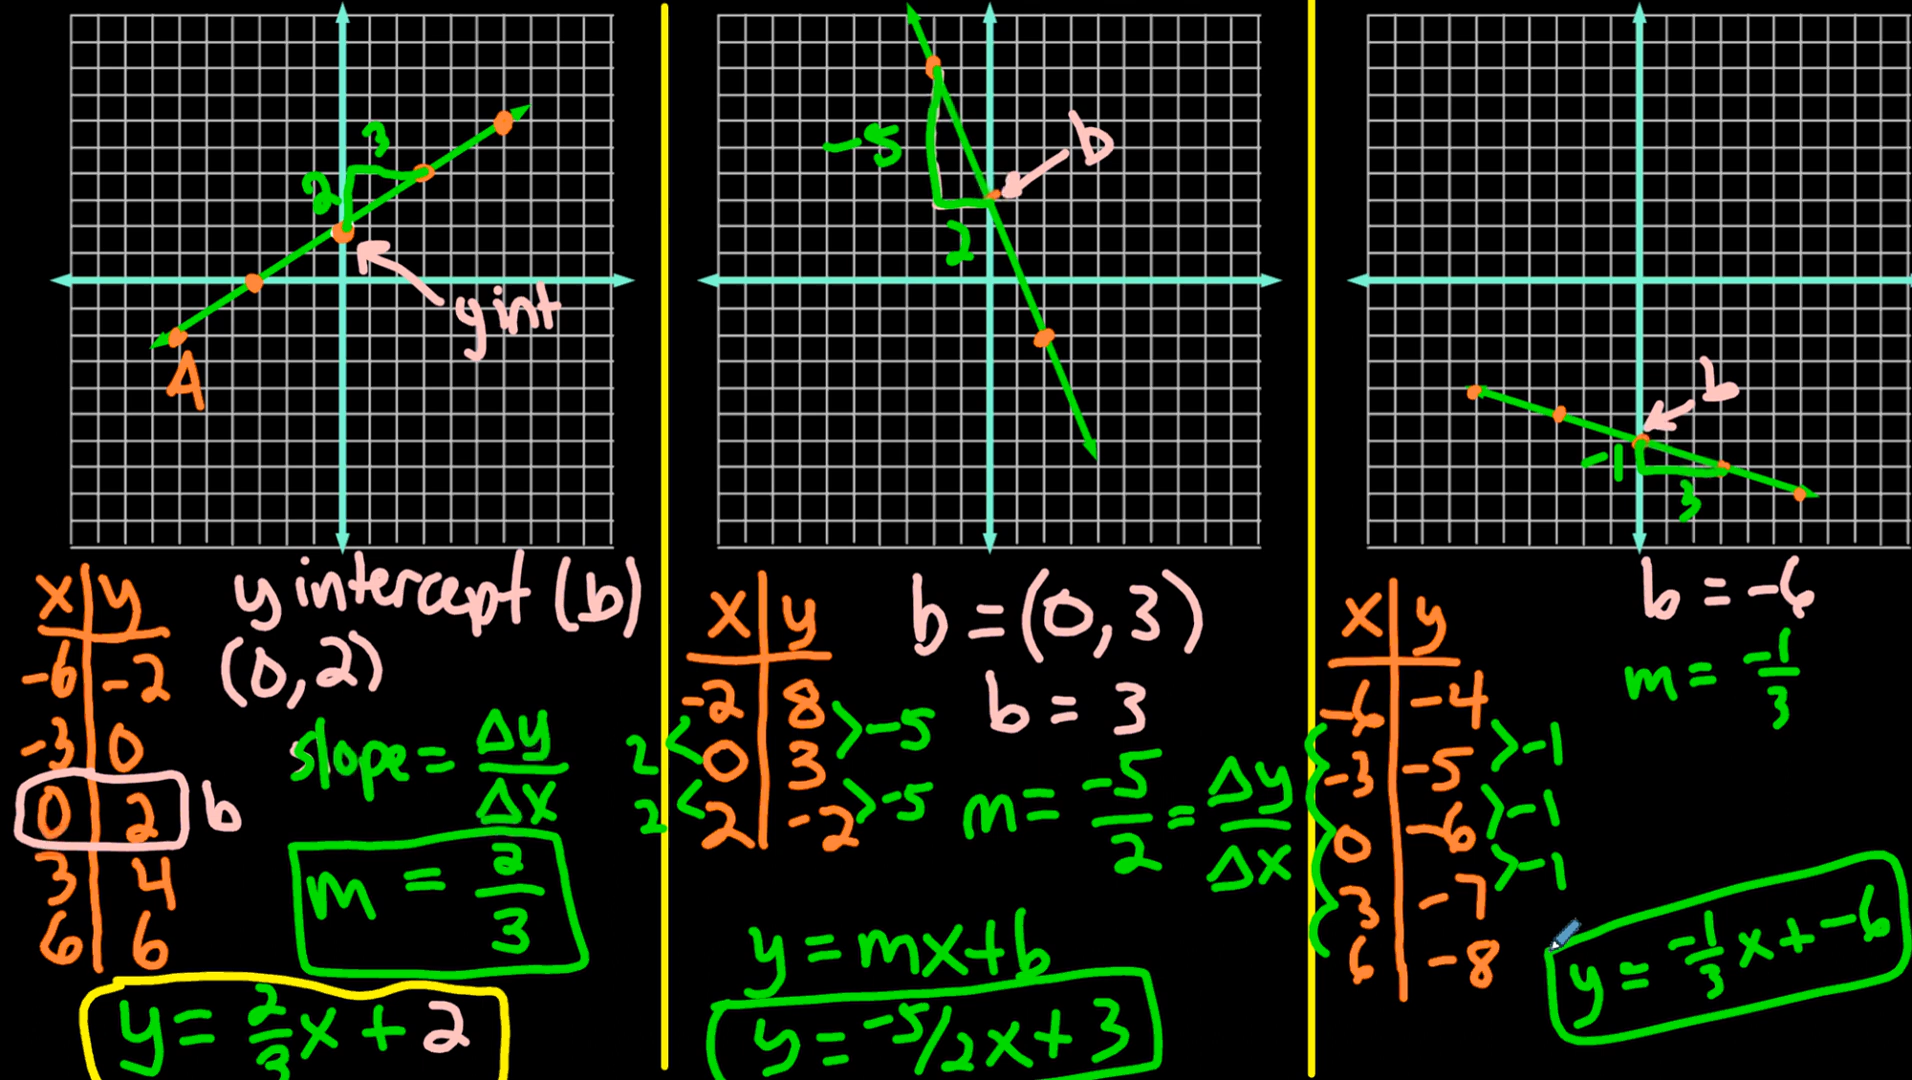 3
2
y int
A
x y
-6 -2
-3 0
0 2 b
3 4
6 6
y intercept (b)
(0,2)
slope = Δy/Δx
m = 2/3
y = 2/3 x + 2
b
-5
2
x y
-2 8
0 3
2 -2
2 >-5
2 >-5
b = (0,3)
b = 3
m = -5/2 = Δy/Δx
y = mx+b
y = -5/2x + 3
b
-1
3
b = -6
x y
-6 -4
-3 -5
0 -6
3 -7
6 -8
>-1
>-1
>-1
m = -1/3
y = -1/3 x + -6